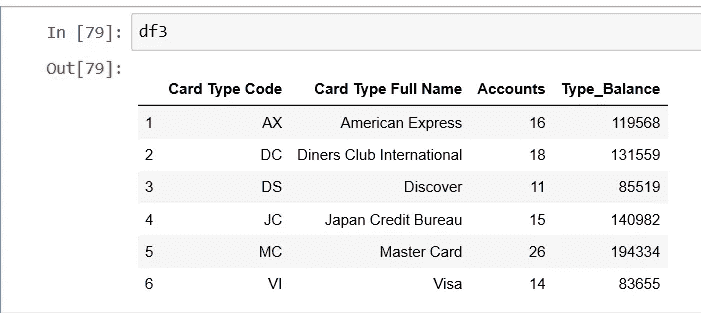 In [79]: df3
Out[79]:
Card Type Code Card Type Full Name Accounts Type_Balance
1 AX American Express 16 119568
2 DC Diners Club International 18 131559
3 DS Discover 11 85519
4 JC Japan Credit Bureau 15 140982
5 MC Master Card 26 194334
6 VI Visa 14 83655